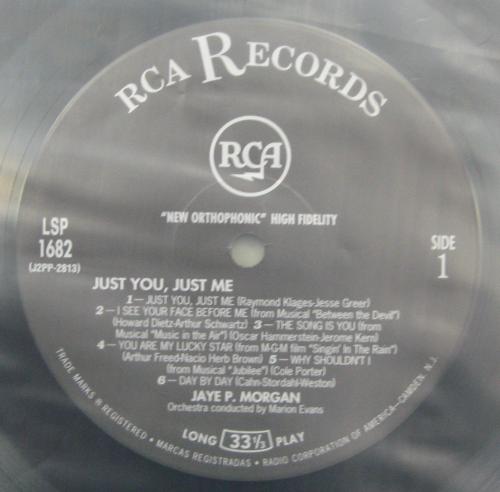 RCA RECORDS
RCA
"NEW ORTHOPHONIC" HIGH FIDELITY
LSP
1682
(J2PP-2813)
SIDE
1
JUST YOU, JUST ME
1— JUST YOU, JUST ME (Raymond Klages-Jesse Greer)
2— I SEE YOUR FACE BEFORE ME (from Musical "Between the Devil")
(Howard Dietz-Arthur Schwartz) 3— THE SONG IS YOU (from
Musical "Music in the Air") (Oscar Hammerstein-Jerome Kern)
4— YOU ARE MY LUCKY STAR (from M-G-M film "Singin' In The Rain")
(Arthur Freed-Nacio Herb Brown) 5— WHY SHOULDN'T I
(from Musical "Jubilee") (Cole Porter)
6— DAY BY DAY (Cahn-Stordahl-Weston)
JAYE P. MORGAN
Orchestra conducted by Marion Evans
LONG 33⅓ PLAY
TRADE MARKS ® REGISTERED • MARCAS REGISTRADAS • RADIO CORPORATION OF AMERICA-CAMDEN, N.J.